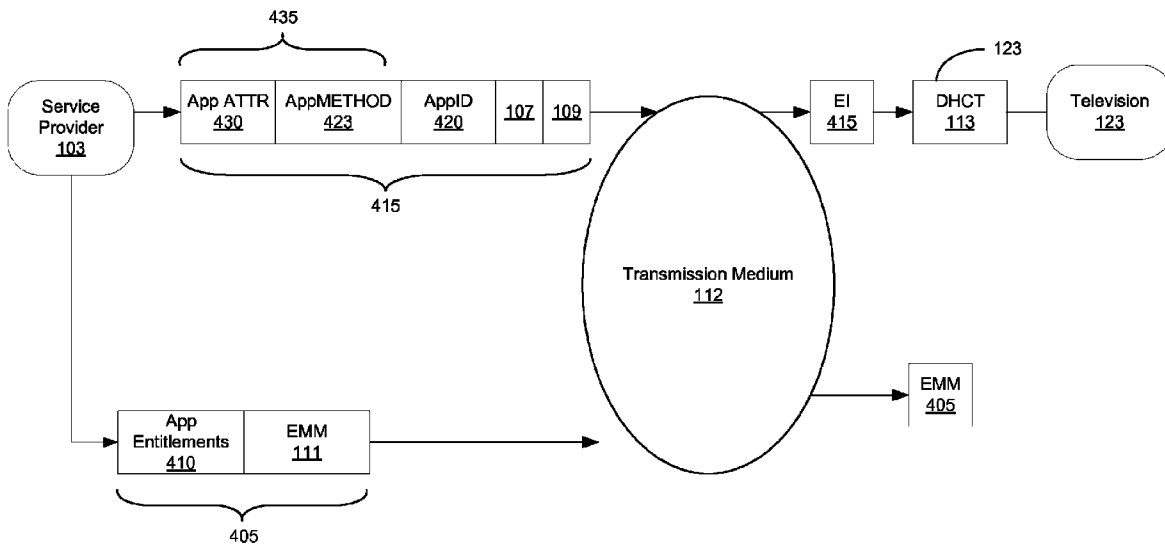 435
123
App ATTR
430
AppMETHOD
423
AppID
420
107
109
EI
415
DHCT
113
Television
123
Service
Provider
103
415
Transmission Medium
112
EMM
405
App
Entitlements
410
EMM
111
405